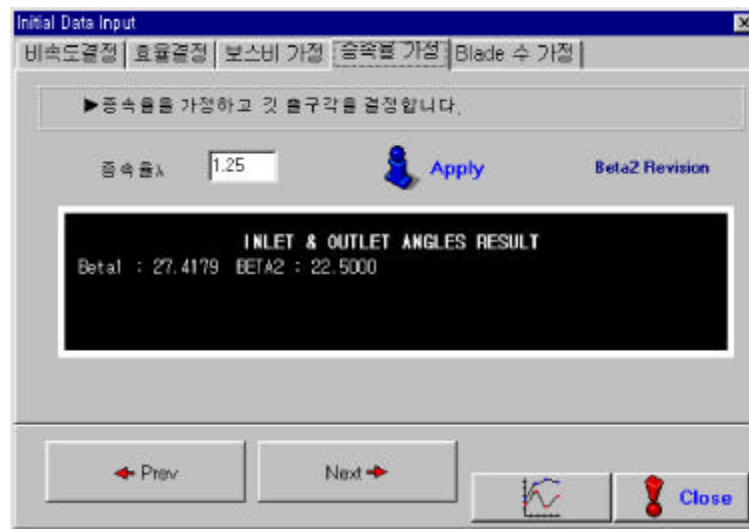 Initial Data Input
비속도결정 효율결정 보스비 가정 증속율 가정 Blade 수 가정
▶증속율을 가정하고 깃 출구각을 결정합니다.
증속율λ 1.25 Apply Beta2 Revision
INLET & OUTLET ANGLES RESULT
Beta1 : 27.4179 BETA2 : 22.5000
Prev Next Close